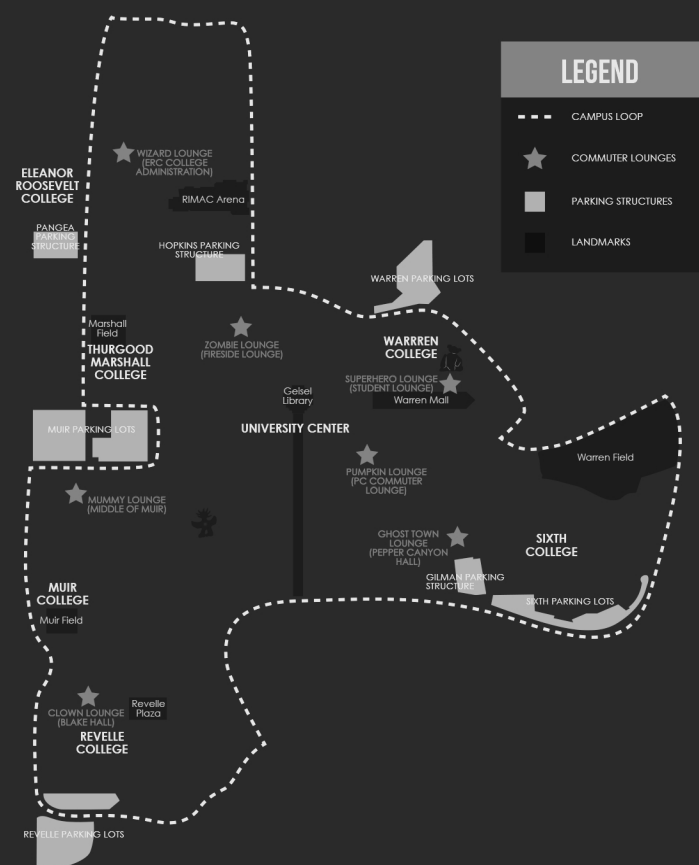 LEGEND
CAMPUS LOOP
COMMUTER LOUNGES
PARKING STRUCTURES
LANDMARKS
WIZARD LOUNGE
(ERC COLLEGE
ADMINISTRATION)
ELEANOR
ROOSEVELT
COLLEGE
RIMAC Arena
PANGEA
PARKING
STRUCTURE
HOPKINS PARKING
STRUCTURE
WARREN PARKING LOTS
Marshall
Field
THURGOOD
MARSHALL
COLLEGE
ZOMBIE LOUNGE
(FIRESIDE LOUNGE)
WARRREN
COLLEGE
SUPERHERO LOUNGE
(STUDENT LOUNGE)
Warren Mall
Geisel
Library
MUIR PARKING LOTS
UNIVERSITY CENTER
Warren Field
PUMPKIN LOUNGE
(PC COMMUTER
LOUNGE)
MUMMY LOUNGE
(MIDDLE OF MUIR)
GHOST TOWN
LOUNGE
(PEPPER CANYON
HALL)
SIXTH
COLLEGE
GILMAN PARKING
STRUCTURE
SIXTH PARKING LOTS
MUIR
COLLEGE
Muir Field
CLOWN LOUNGE
(BLAKE HALL)
Revelle
Plaza
REVELLE
COLLEGE
REVELLE PARKING LOTS